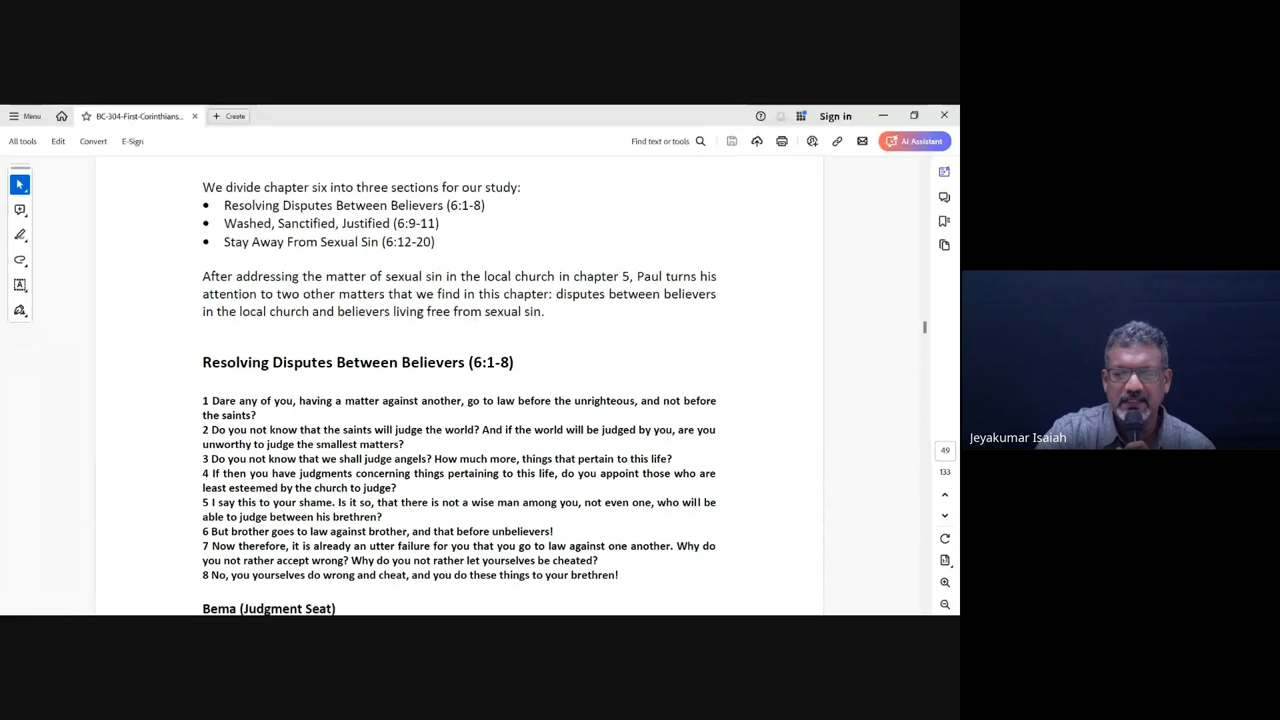 Menu
BC-304-First-Corinthians...
Create
Sign in
All tools
Edit
Convert
E-Sign
Find text or tools
AI Assistant
We divide chapter six into three sections for our study:
• Resolving Disputes Between Believers (6:1-8)
• Washed, Sanctified, Justified (6:9-11)
• Stay Away From Sexual Sin (6:12-20)
After addressing the matter of sexual sin in the local church in chapter 5, Paul turns his
attention to two other matters that we find in this chapter: disputes between believers
in the local church and believers living free from sexual sin.
Resolving Disputes Between Believers (6:1-8)
1 Dare any of you, having a matter against another, go to law before the unrighteous, and not before
the saints?
2 Do you not know that the saints will judge the world? And if the world will be judged by you, are you
unworthy to judge the smallest matters?
3 Do you not know that we shall judge angels? How much more, things that pertain to this life?
4 If then you have judgments concerning things pertaining to this life, do you appoint those who are
least esteemed by the church to judge?
5 I say this to your shame. Is it so, that there is not a wise man among you, not even one, who will be
able to judge between his brethren?
6 But brother goes to law against brother, and that before unbelievers!
7 Now therefore, it is already an utter failure for you that you go to law against one another. Why do
you not rather accept wrong? Why do you not rather let yourselves be cheated?
8 No, you yourselves do wrong and cheat, and you do these things to your brethren!
Bema (Judgment Seat)
49
133
Jeyakumar Isaiah